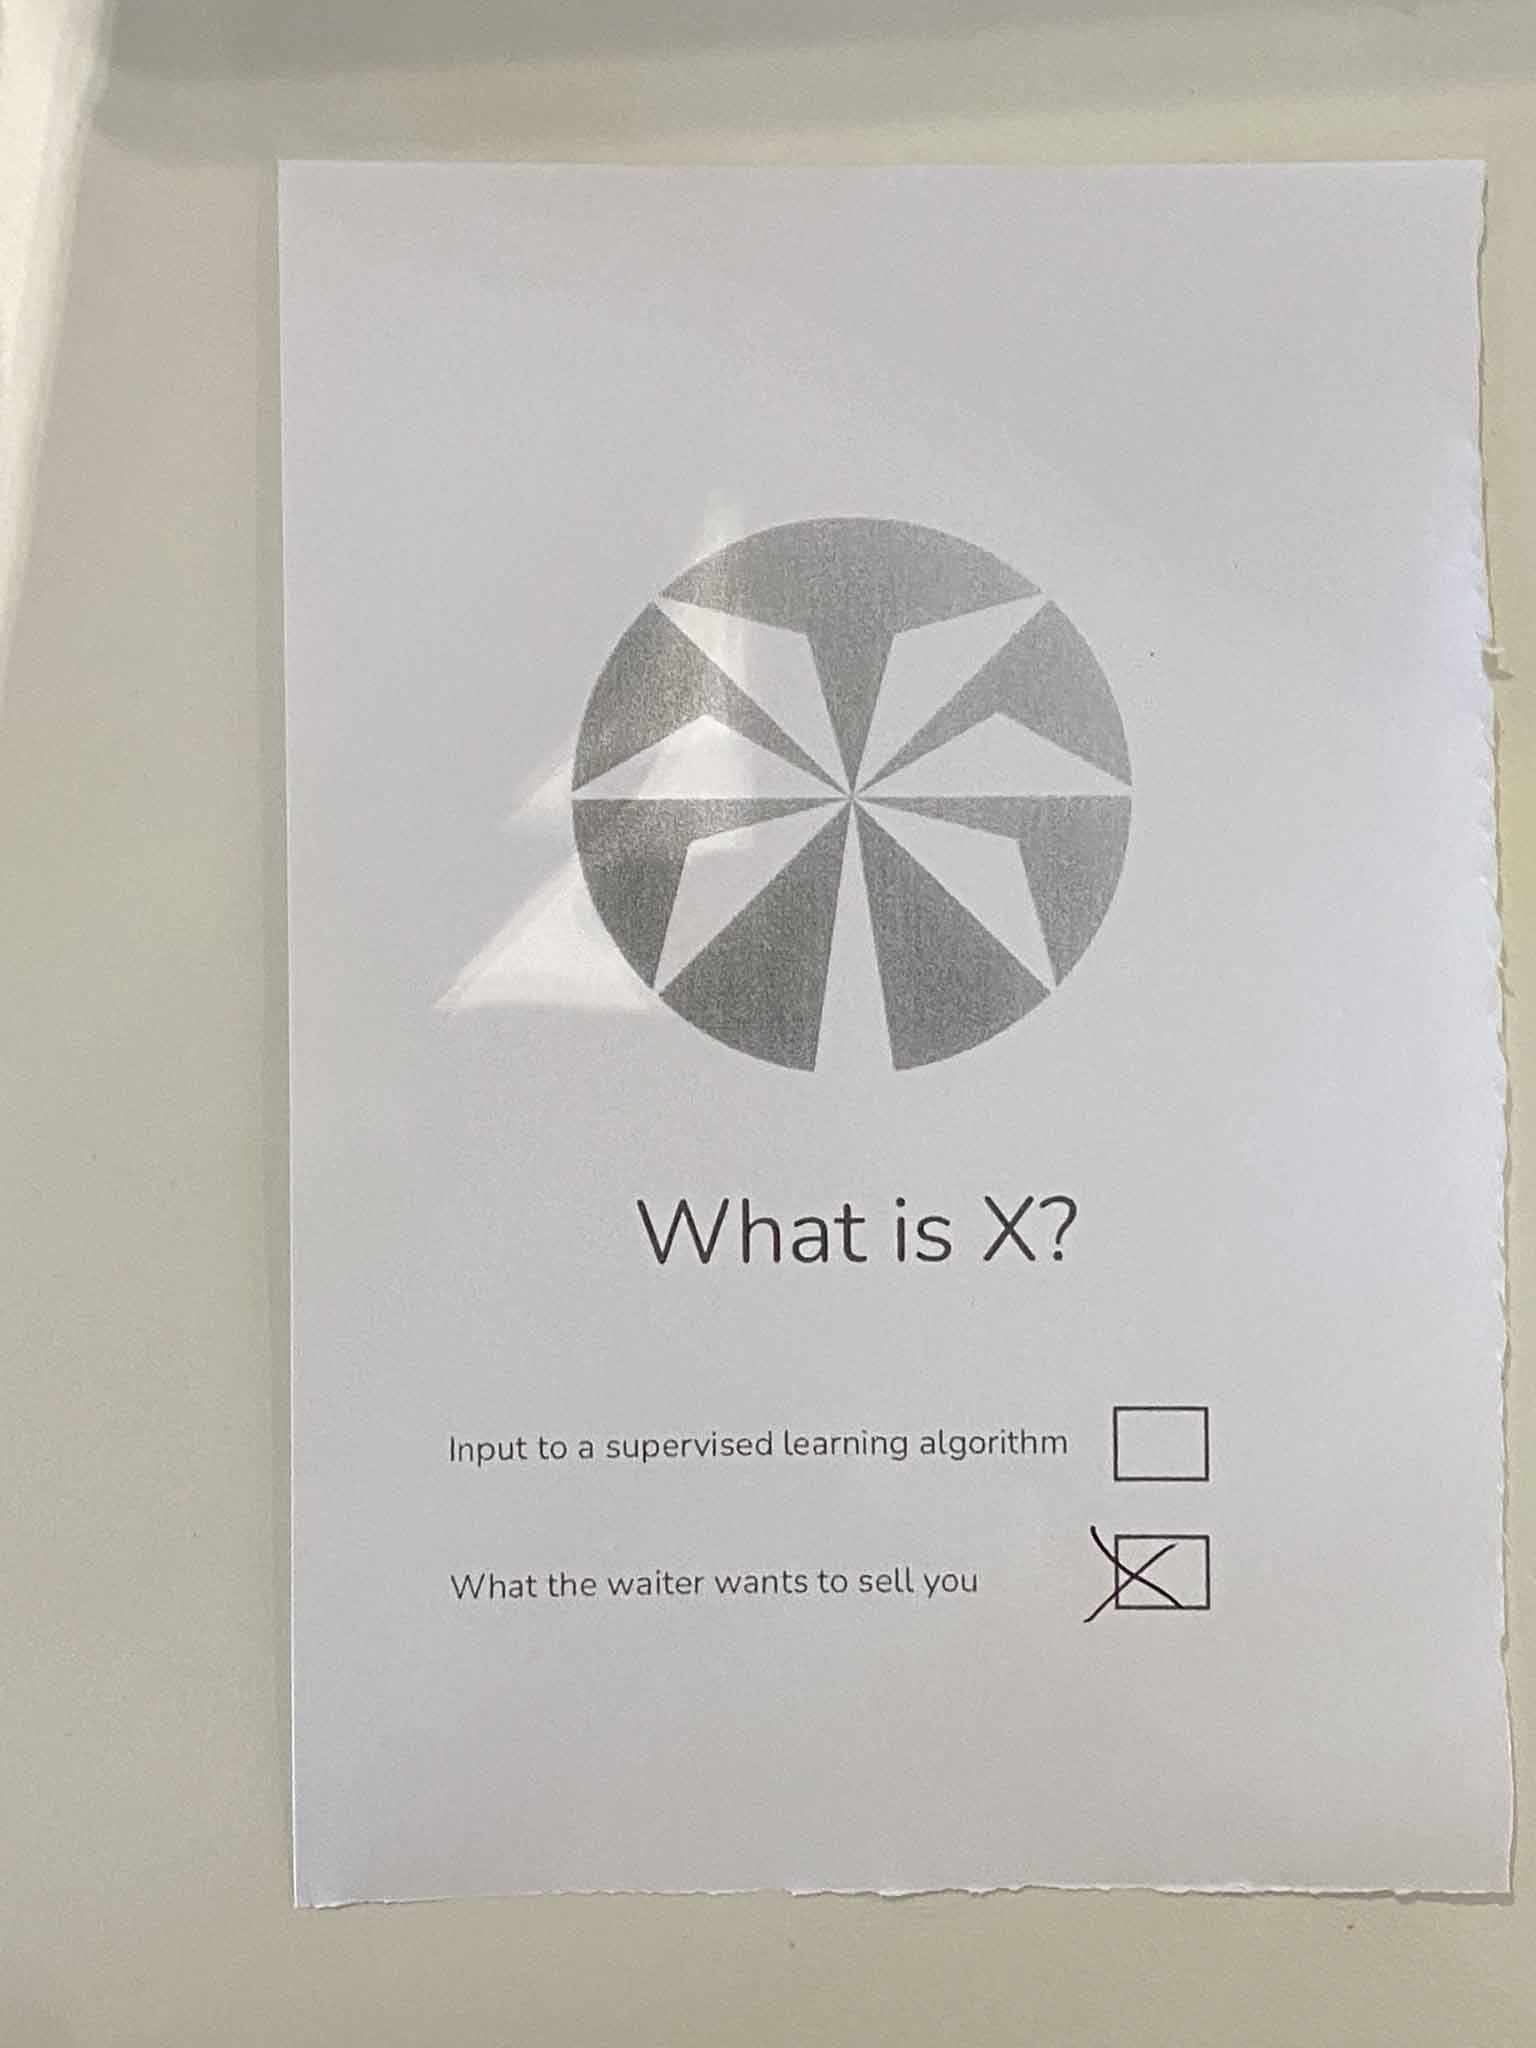 What is X?
Input to a supervised learning algorithm
What the waiter wants to sell you